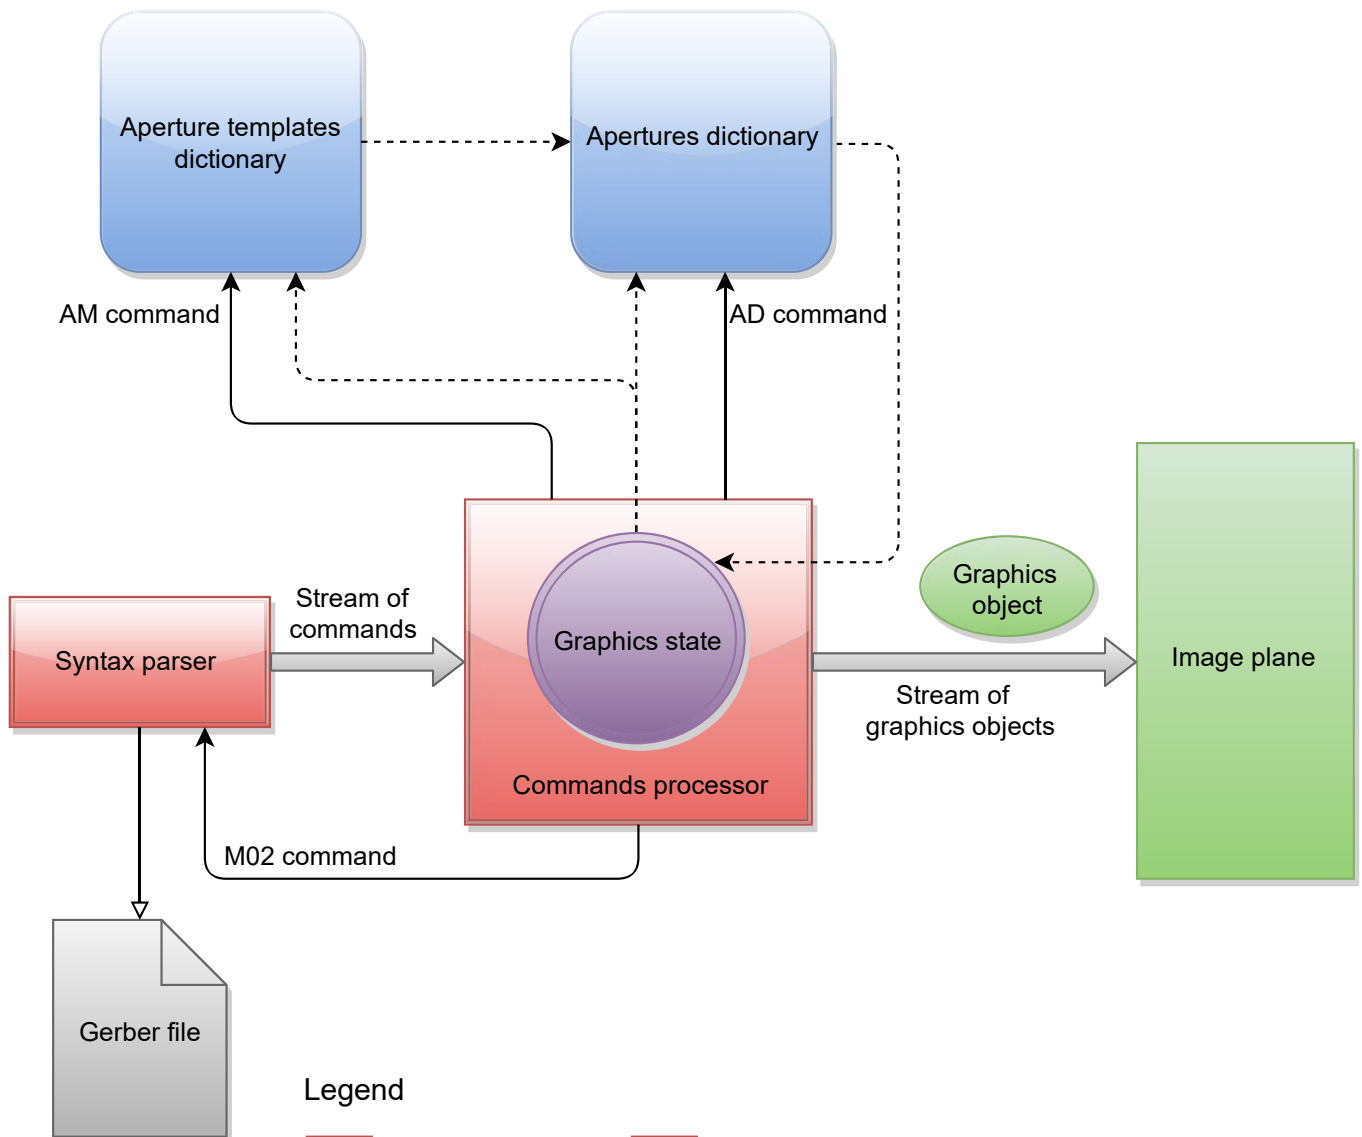 Aperture templates
dictionary
Apertures dictionary
AM command
AD command
Stream of
commands
Syntax parser
Graphics state
Commands processor
Graphics
object
Stream of
graphics objects
Image plane
M02 command
Gerber file
Legend